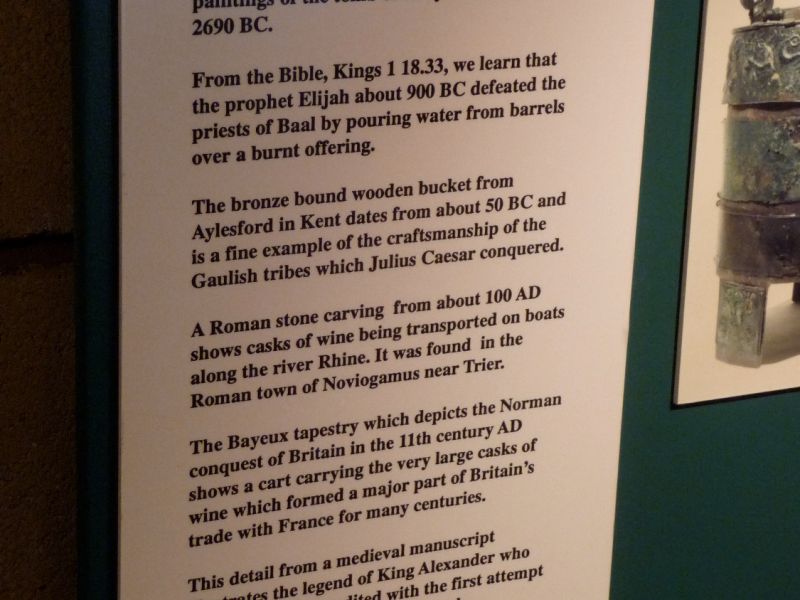 paintings of the
2690 BC.
From the Bible, Kings 1 18.33, we learn that
the prophet Elijah about 900 BC defeated the
priests of Baal by pouring water from barrels
over a burnt offering.
The bronze bound wooden bucket from
Aylesford in Kent dates from about 50 BC and
is a fine example of the craftsmanship of the
Gaulish tribes which Julius Caesar conquered.
A Roman stone carving from about 100 AD
shows casks of wine being transported on boats
along the river Rhine. It was found in the
Roman town of Noviogamus near Trier.
The Bayeux tapestry which depicts the Norman
conquest of Britain in the 11th century AD
shows a cart carrying the very large casks of
wine which formed a major part of Britain's
trade with France for many centuries.
This detail from a medieval manuscript
the legend of King Alexander who
with the first attempt